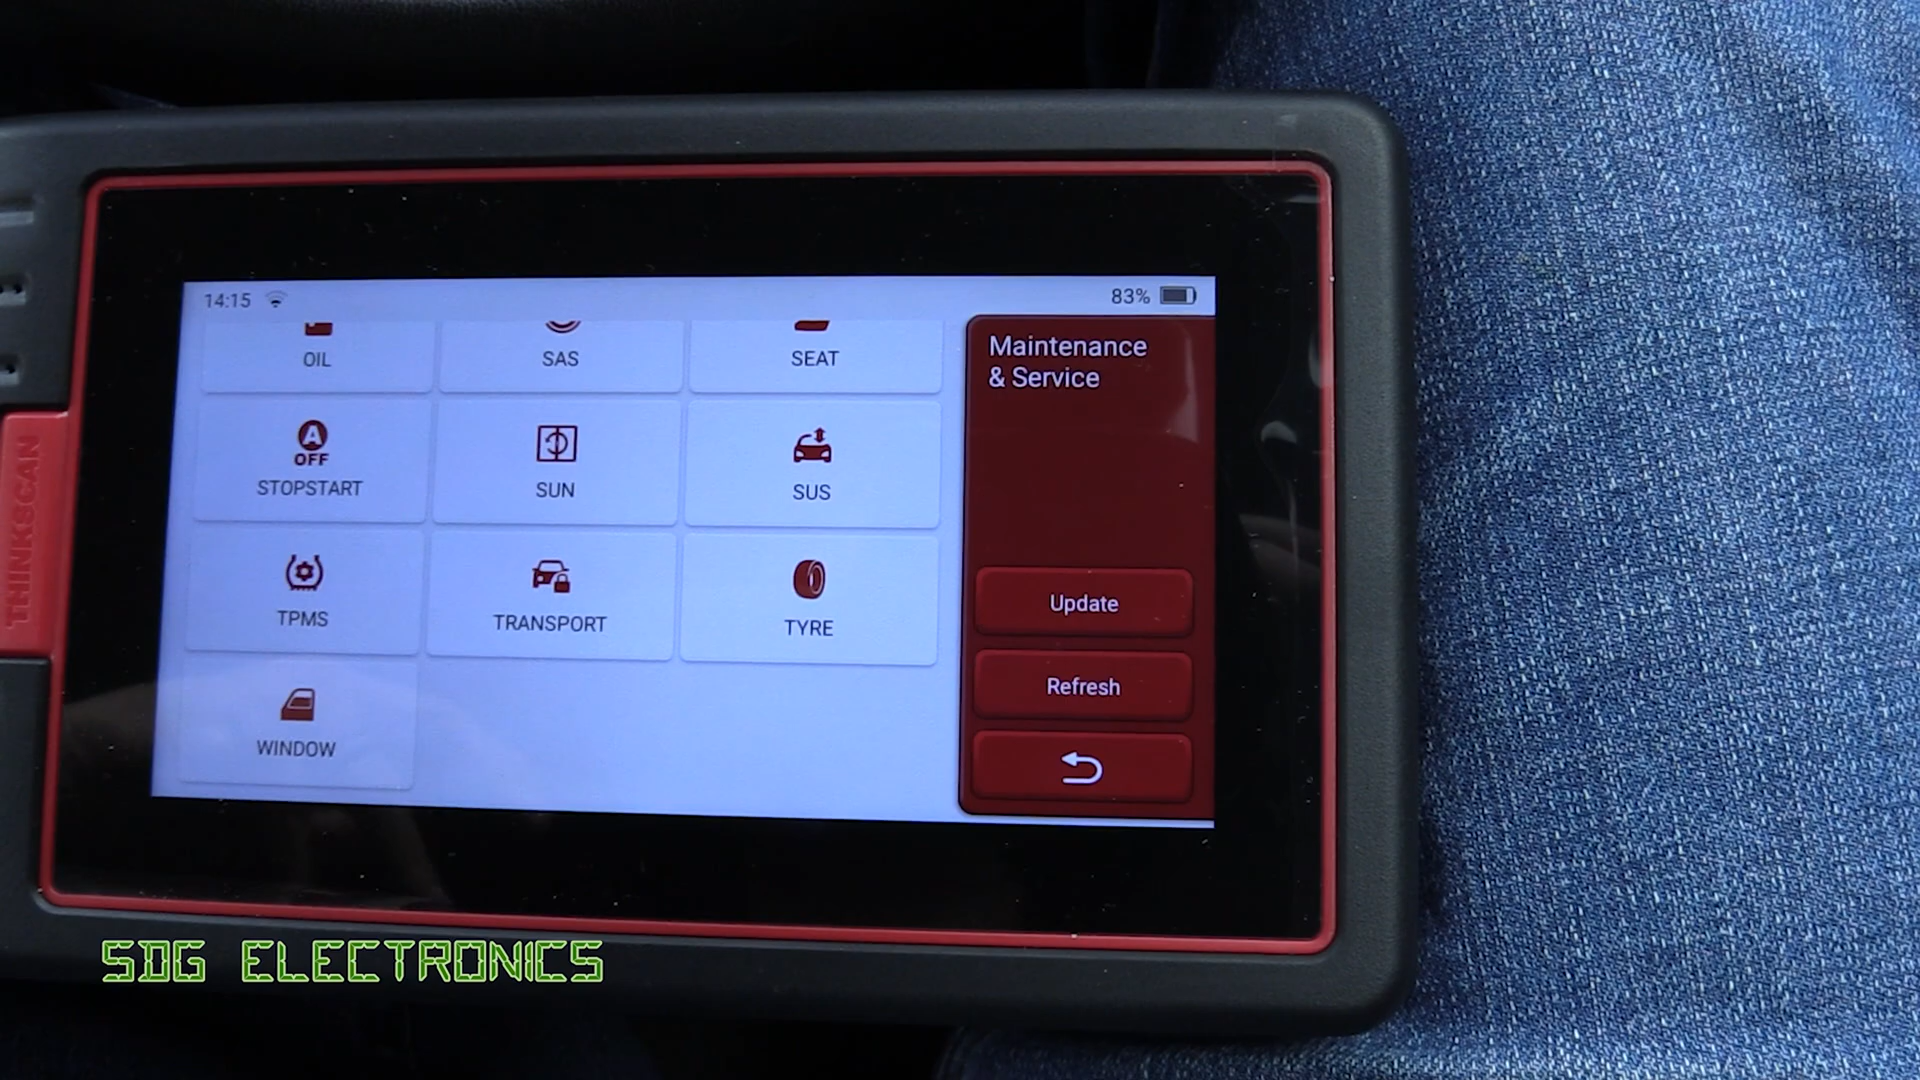 14:15
83%
OIL
SAS
SEAT
Maintenance
& Service
A
OFF
STOPSTART
SUN
SUS
TPMS
TRANSPORT
TYRE
Update
Refresh
WINDOW
THINKSCAN
SDG ELECTRONICS